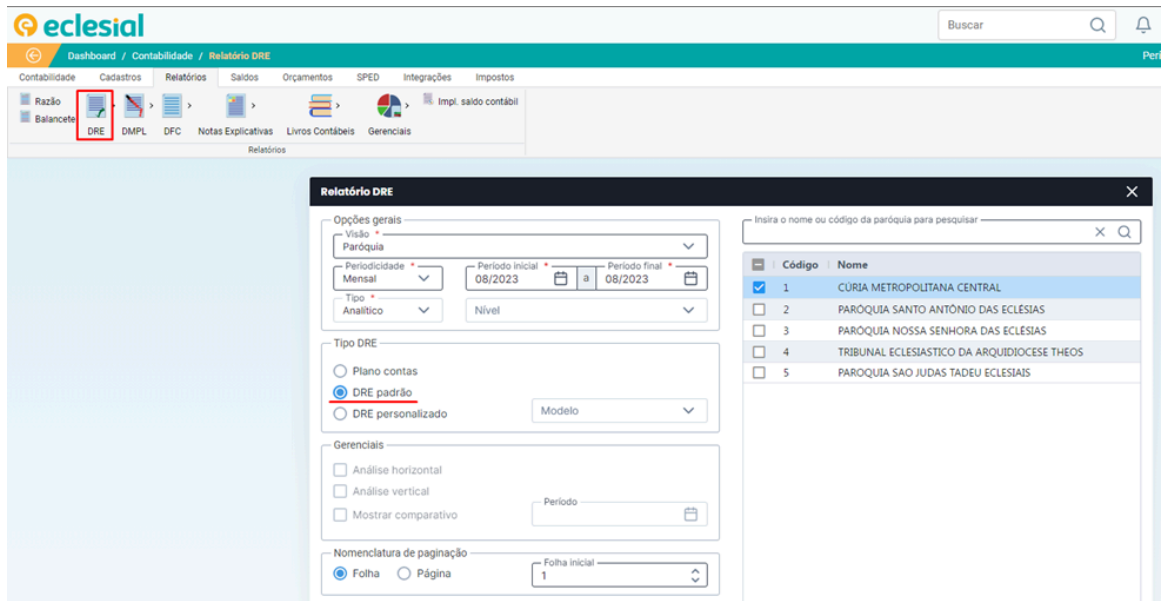 eclesial
Buscar
Dashboard / Contabilidade / Relatório DRE
Perí
Contabilidade Cadastros Relatórios Saldos Orçamentos SPED Integrações Impostos
Razão
Balancete
DRE DMPL DFC Notas Explicativas Livros Contábeis Gerenciais
Impl. saldo contábil
Relatórios
Relatório DRE
Opções gerais
Visão *
Paróquia
Periodicidade * Período inicial * Período final *
Mensal 08/2023 a 08/2023
Tipo *
Analítico Nível
Tipo DRE
Plano contas
DRE padrão
DRE personalizado Modelo
Gerenciais
Análise horizontal
Análise vertical
Mostrar comparativo Período
Nomenclatura de paginação
Folha Página Folha inicial
1
Insira o nome ou código da paróquia para pesquisar
Código Nome
1 CÚRIA METROPOLITANA CENTRAL
2 PARÓQUIA SANTO ANTÔNIO DAS ECLÉSIAS
3 PARÓQUIA NOSSA SENHORA DAS ECLÉSIAS
4 TRIBUNAL ECLESIASTICO DA ARQUIDIOCESE THEOS
5 PAROQUIA SAO JUDAS TADEU ECLESIAIS